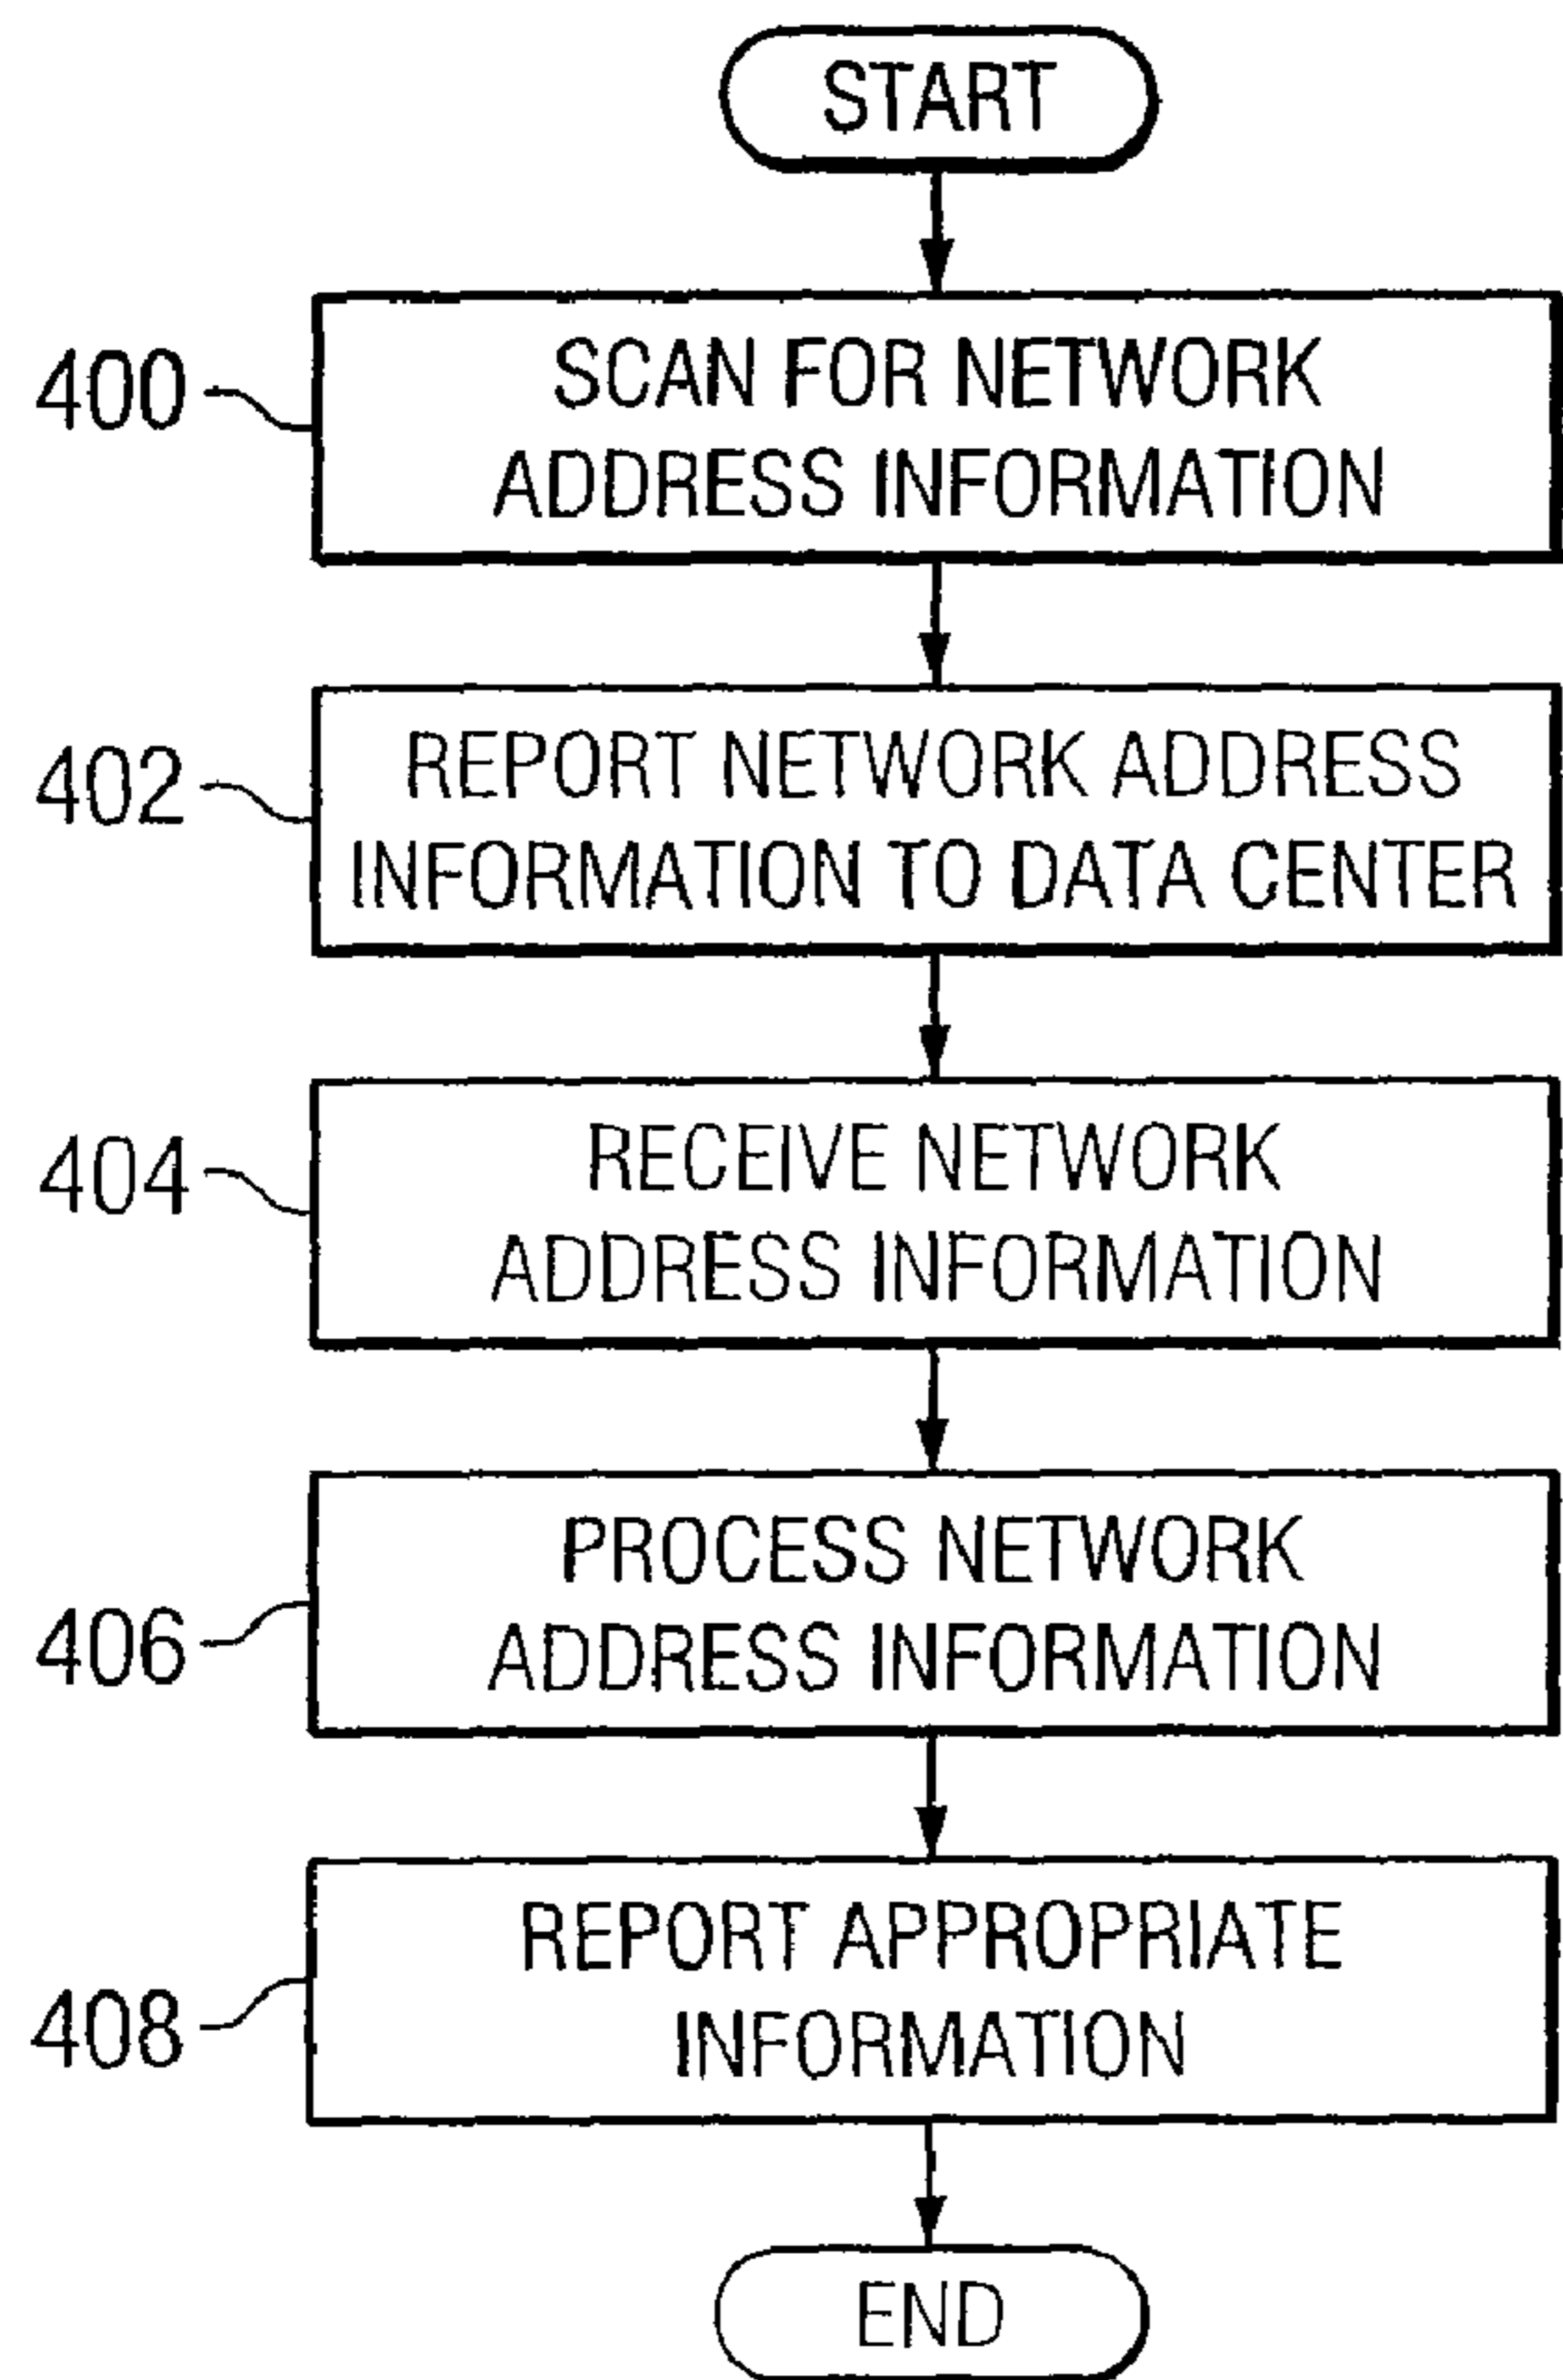 START
400
SCAN FOR NETWORK
ADDRESS INFORMATION
402
REPORT NETWORK ADDRESS
INFORMATION TO DATA CENTER
404
RECEIVE NETWORK
ADDRESS INFORMATION
406
PROCESS NETWORK
ADDRESS INFORMATION
408
REPORT APPROPRIATE
INFORMATION
END